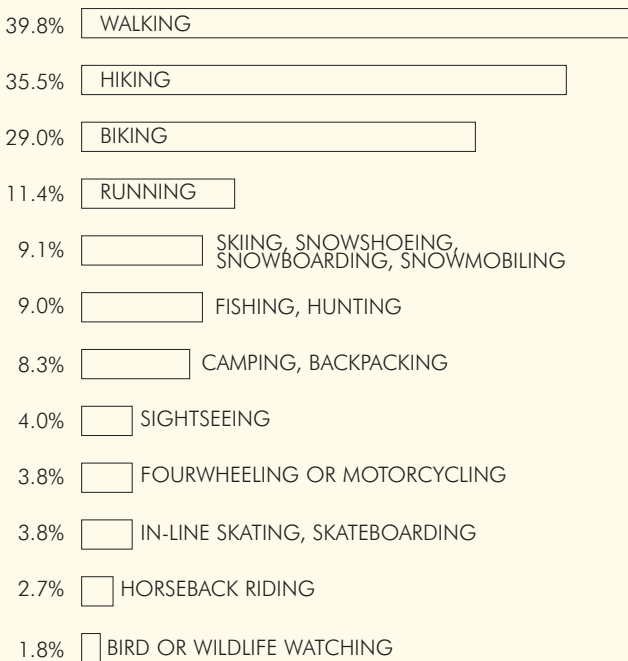 39.8% WALKING
35.5% HIKING
29.0% BIKING
11.4% RUNNING
9.1% SKIING, SNOWSHOEING,
SNOWBOARDING, SNOWMOBILING
9.0% FISHING, HUNTING
8.3% CAMPING, BACKPACKING
4.0% SIGHTSEEING
3.8% FOURWHEELING OR MOTORCYCLING
3.8% IN-LINE SKATING, SKATEBOARDING
2.7% HORSEBACK RIDING
1.8% BIRD OR WILDLIFE WATCHING